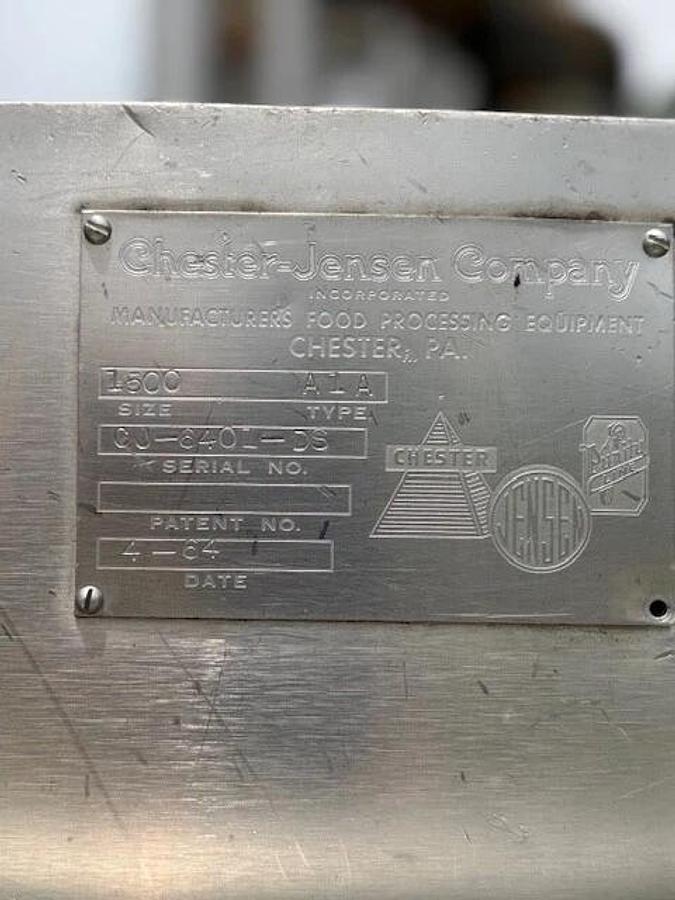 Chester-Jensen Company
INCORPORATED
MANUFACTURERS FOOD PROCESSING EQUIPMENT
CHESTER, PA.
1500 A1A
SIZE TYPE
CJ-6401-DS
SERIAL NO.
PATENT NO.
4-64
DATE
CHESTER
JENSEN